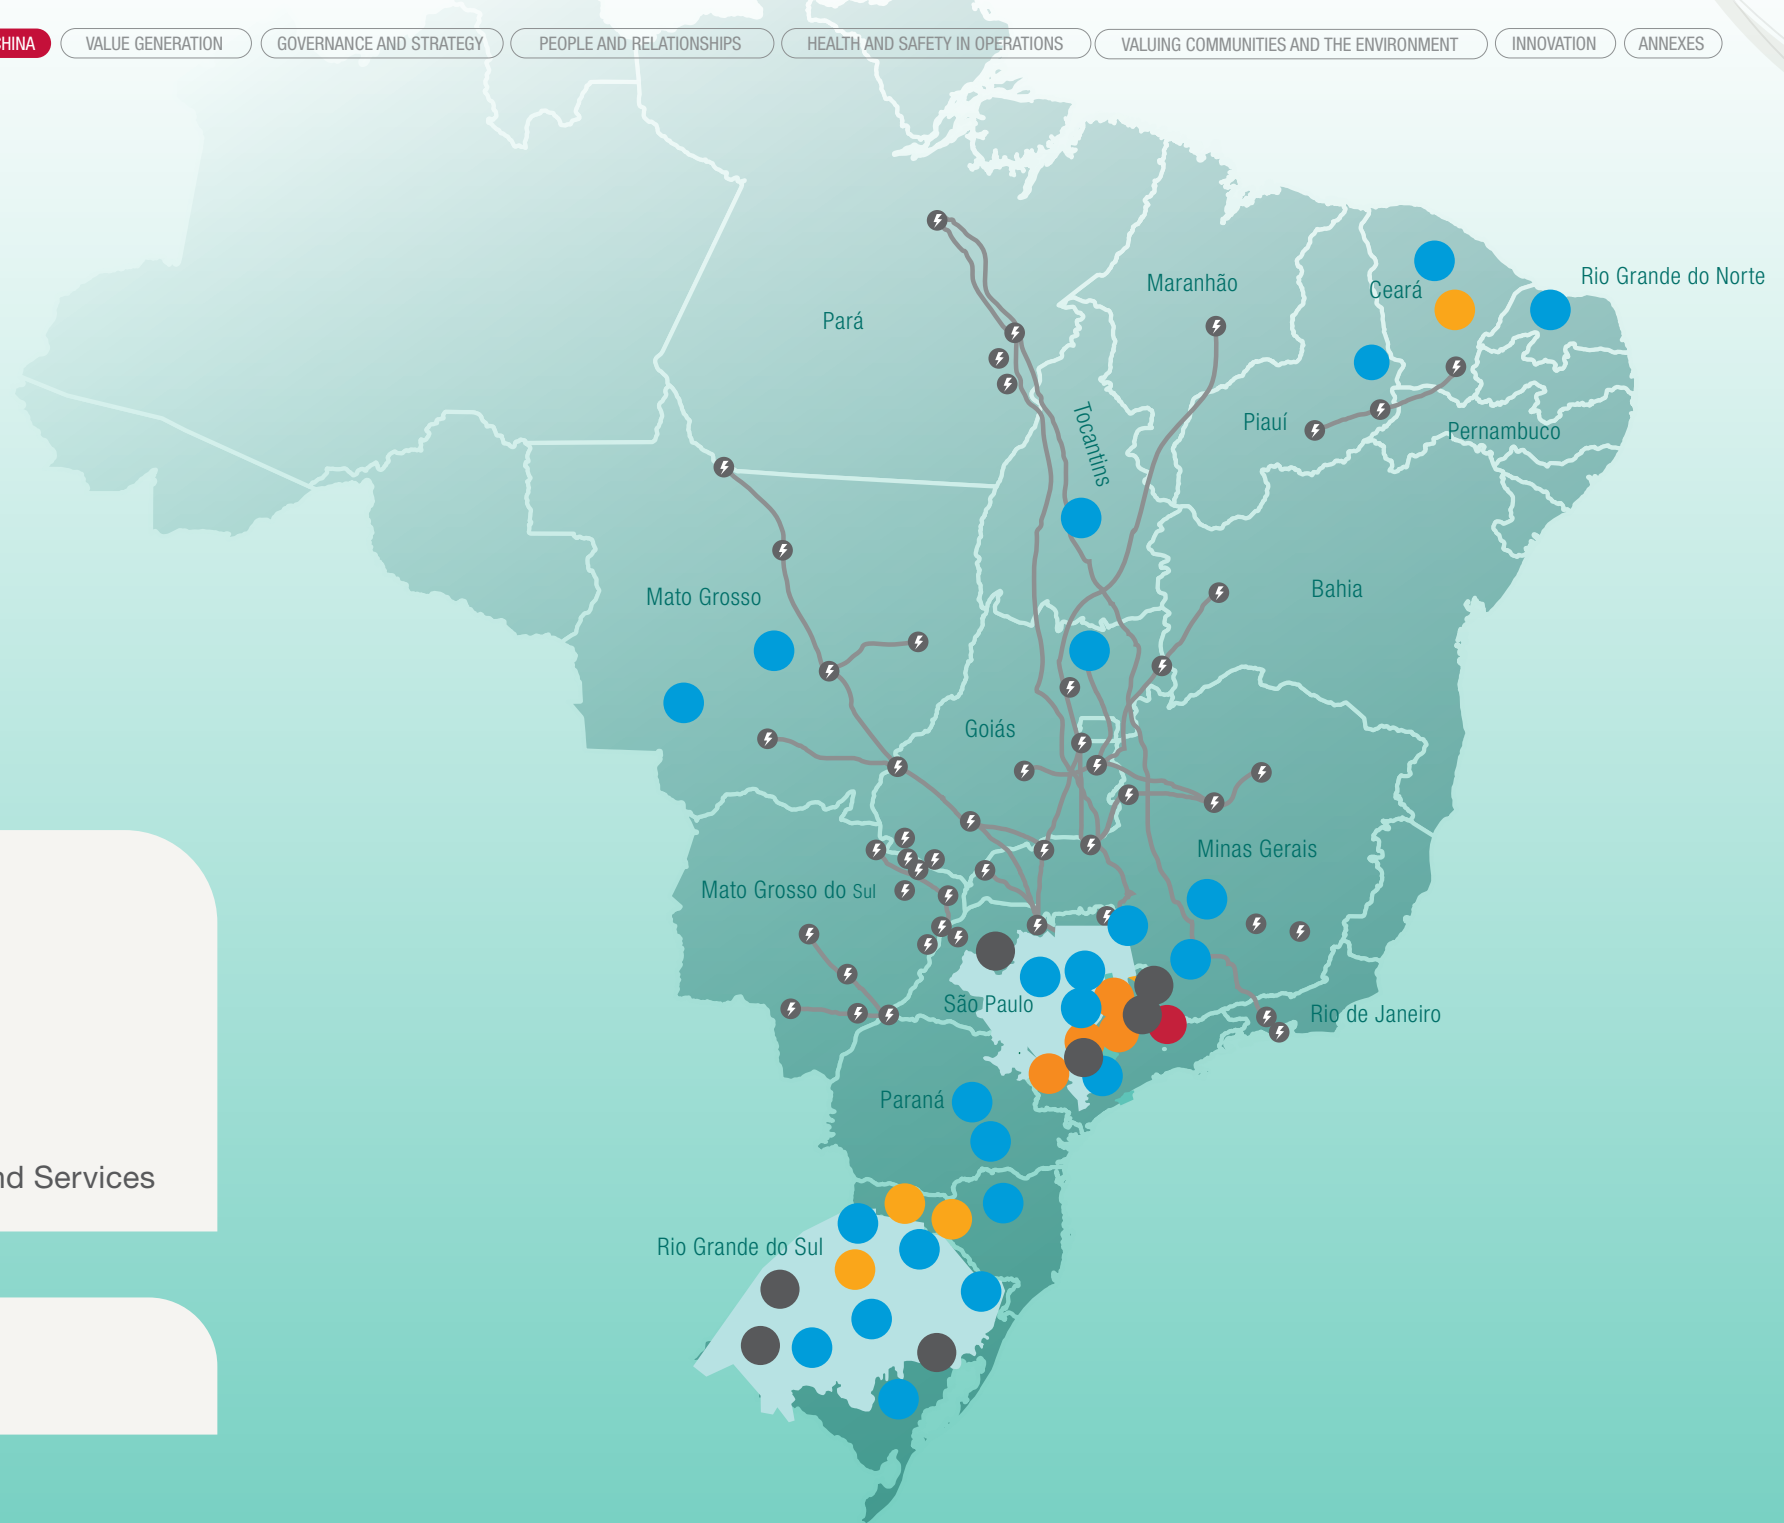 CHINA
VALUE GENERATION
GOVERNANCE AND STRATEGY
PEOPLE AND RELATIONSHIPS
HEALTH AND SAFETY IN OPERATIONS
VALUING COMMUNITIES AND THE ENVIRONMENT
INNOVATION
ANNEXES
Rio Grande do Norte
Maranhão
Ceará
Pará
Tocantins
Piauí
Pernambuco
Mato Grosso
Bahia
Goiás
Minas Gerais
Mato Grosso do Sul
São Paulo
Rio de Janeiro
Paraná
nd Services
Rio Grande do Sul